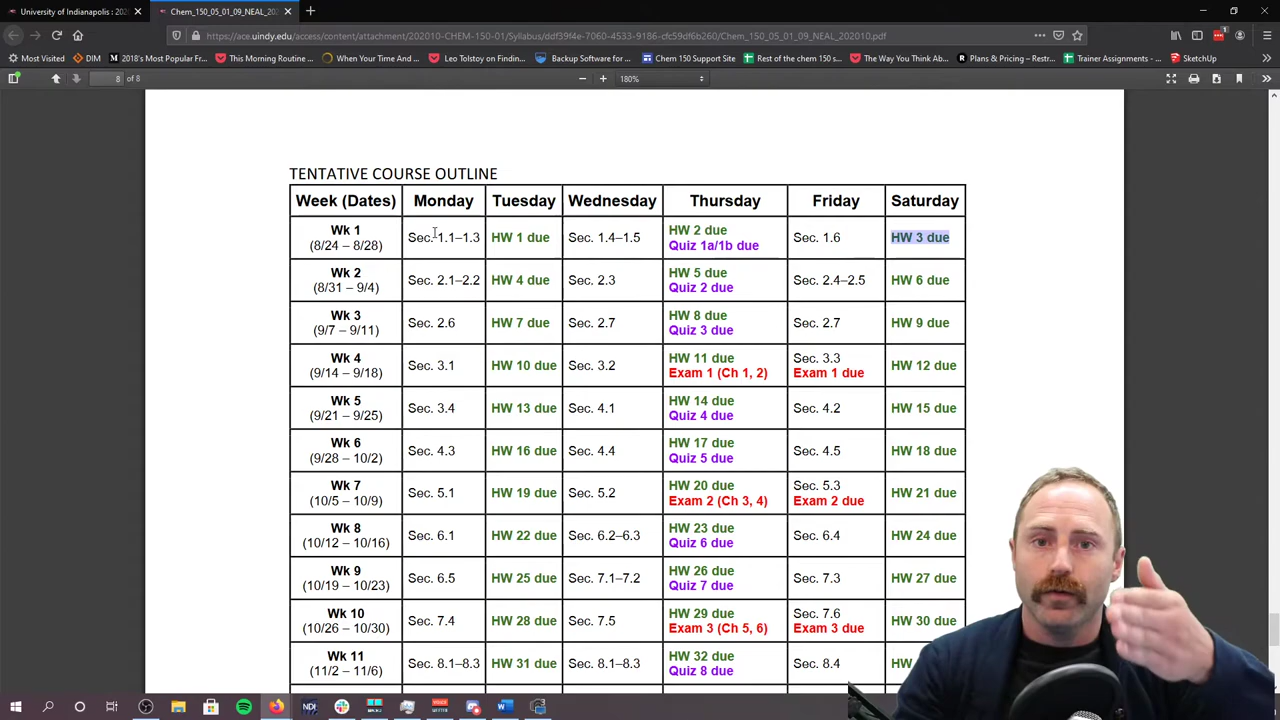 University of Indianapolis : 202
Chem_150_05_01_09_NEAL_202010
https://ace.uindy.edu/access/content/attachment/202010-CHEM-150-01/Syllabus/ddf39f4e-7060-4533-9186-cfc59df6b260/Chem_150_05_01_09_NEAL_202010.pdf
Most Visited
DIM
2018's Most Popular Fr...
This Morning Routine ...
When Your Time and ...
Leo Tolstoy on Findin...
Backup Software for ...
Chem 150 Support Site
Rest of the chem 150 s...
Trainer Assignments - ...
The Way You Think Ab...
Plans & Pricing – Restr...
SketchUp
8 of 8
180%
TENTATIVE COURSE OUTLINE
Week (Dates) Monday Tuesday Wednesday Thursday Friday Saturday
Wk 1
(8/24 – 8/28)
Sec. 1.1–1.3
HW 1 due
Sec. 1.4–1.5
HW 2 due
Quiz 1a/1b due
Sec. 1.6
HW 3 due
Wk 2
(8/31 – 9/4)
Sec. 2.1–2.2
HW 4 due
Sec. 2.3
HW 5 due
Quiz 2 due
Sec. 2.4–2.5
HW 6 due
Wk 3
(9/7 – 9/11)
Sec. 2.6
HW 7 due
Sec. 2.7
HW 8 due
Quiz 3 due
Sec. 2.7
HW 9 due
Wk 4
(9/14 – 9/18)
Sec. 3.1
HW 10 due
Sec. 3.2
HW 11 due
Exam 1 (Ch 1, 2)
Sec. 3.3
Exam 1 due
HW 12 due
Wk 5
(9/21 – 9/25)
Sec. 3.4
HW 13 due
Sec. 4.1
HW 14 due
Quiz 4 due
Sec. 4.2
HW 15 due
Wk 6
(9/28 – 10/2)
Sec. 4.3
HW 16 due
Sec. 4.4
HW 17 due
Quiz 5 due
Sec. 4.5
HW 18 due
Wk 7
(10/5 – 10/9)
Sec. 5.1
HW 19 due
Sec. 5.2
HW 20 due
Exam 2 (Ch 3, 4)
Sec. 5.3
Exam 2 due
HW 21 due
Wk 8
(10/12 – 10/16)
Sec. 6.1
HW 22 due
Sec. 6.2–6.3
HW 23 due
Quiz 6 due
Sec. 6.4
HW 24 due
Wk 9
(10/19 – 10/23)
Sec. 6.5
HW 25 due
Sec. 7.1–7.2
HW 26 due
Quiz 7 due
Sec. 7.3
HW 27 due
Wk 10
(10/26 – 10/30)
Sec. 7.4
HW 28 due
Sec. 7.5
HW 29 due
Exam 3 (Ch 5, 6)
Sec. 7.6
Exam 3 due
HW 30 due
Wk 11
(11/2 – 11/6)
Sec. 8.1–8.3
HW 31 due
Sec. 8.1–8.3
HW 32 due
Quiz 8 due
Sec. 8.4
HW